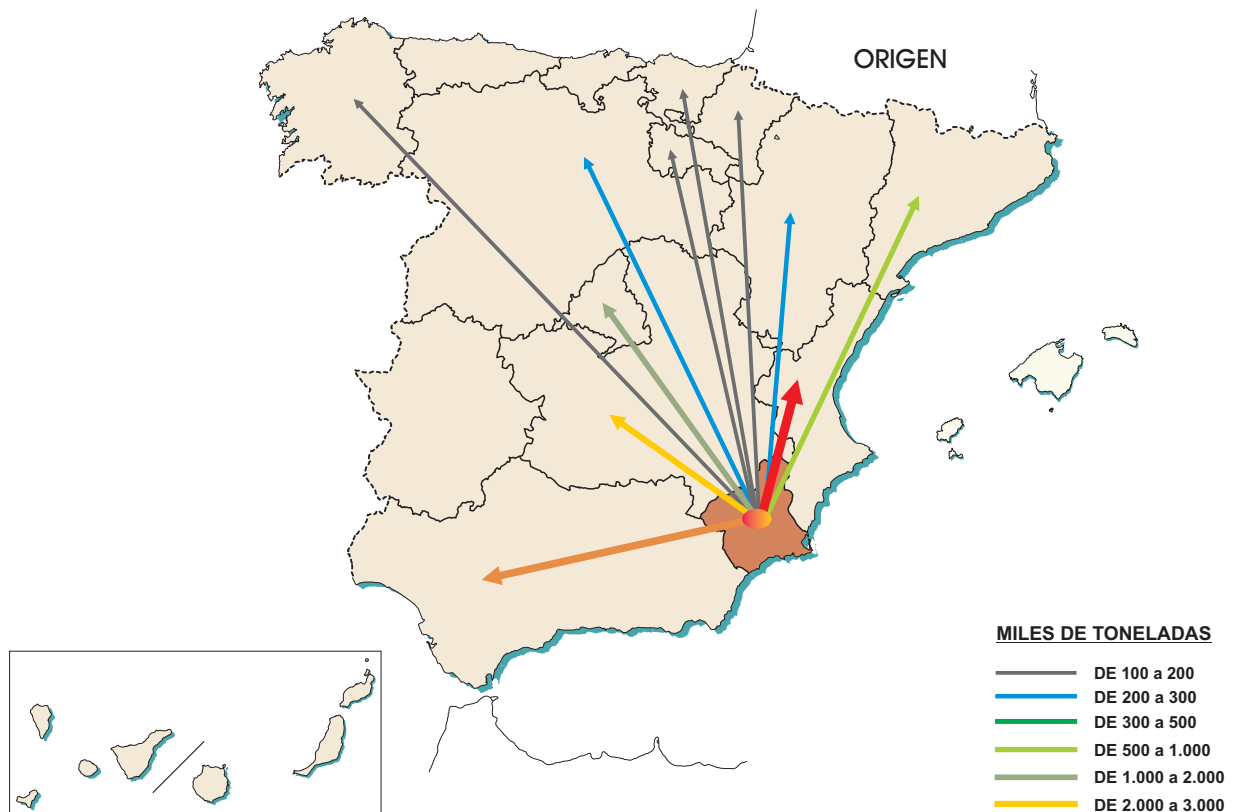 ORIGEN
MILES DE TONELADAS
DE 100 a 200
DE 200 a 300
DE 300 a 500
DE 500 a 1.000
DE 1.000 a 2.000
DE 2.000 a 3.000